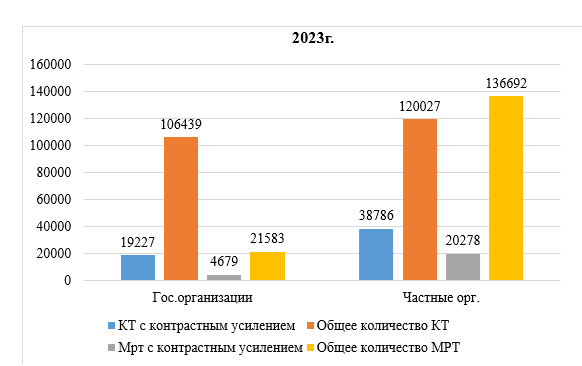 2023г.
160000
140000
120000
100000
80000
60000
40000
20000
0
19227
106439
4679
21583
38786
120027
20278
136692
Гос.организации
Частные орг.
КТ с контрастным усилением
Общее количество КТ
Мрт с контрастным усилением
Общее количество МРТ